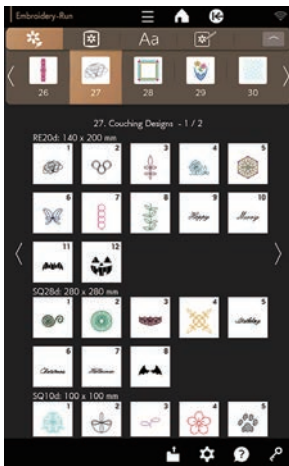 Embroidery-Run
Aa
26 27 28 29 30
27. Couching Designs - 1 / 2
RE20d: 140 x 200 mm
1 2 3 4 5
6 7 8 9 10
Happy Merry
11 12
SQ28d: 280 x 280 mm
1 2 3 4 5
Birthday
6 7 8
Christmas Halloween
SQ10d: 100 x 100 mm
1 2 3 4 5